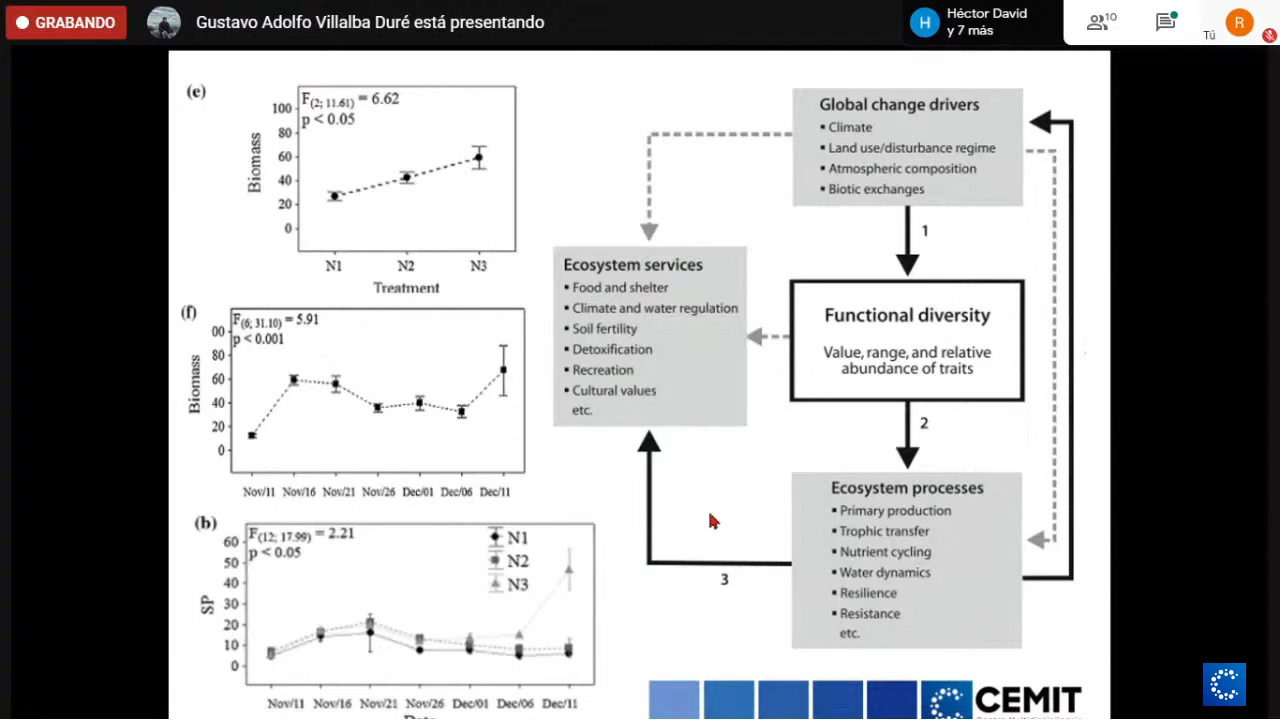 GRABANDO
Gustavo Adolfo Villalba Duré está presentando
H
Héctor David
y 7 más
10
Tú
R
(e)
F(2; 11.61) = 6.62
p < 0.05
Biomass
100
80
60
40
20
0
N1 N2 N3
Treatment
(f)
F(6; 31.10) = 5.91
p < 0.001
Biomass
00
80
60
40
20
0
Nov/11 Nov/16 Nov/21 Nov/26 Dec/01 Dec/06 Dec/11
(b)
F(12; 17.99) = 2.21
p < 0.05
SP
60
50
40
30
20
10
0
N1
N2
N3
Nov/11 Nov/16 Nov/21 Nov/26 Dec/01 Dec/06 Dec/11
Global change drivers
▪ Climate
▪ Land use/disturbance regime
▪ Atmospheric composition
▪ Biotic exchanges
1
Ecosystem services
▪ Food and shelter
▪ Climate and water regulation
▪ Soil fertility
▪ Detoxification
▪ Recreation
▪ Cultural values
etc.
Functional diversity
Value, range, and relative
abundance of traits
2
Ecosystem processes
▪ Primary production
▪ Trophic transfer
▪ Nutrient cycling
▪ Water dynamics
▪ Resilience
▪ Resistance
etc.
3
CEMIT